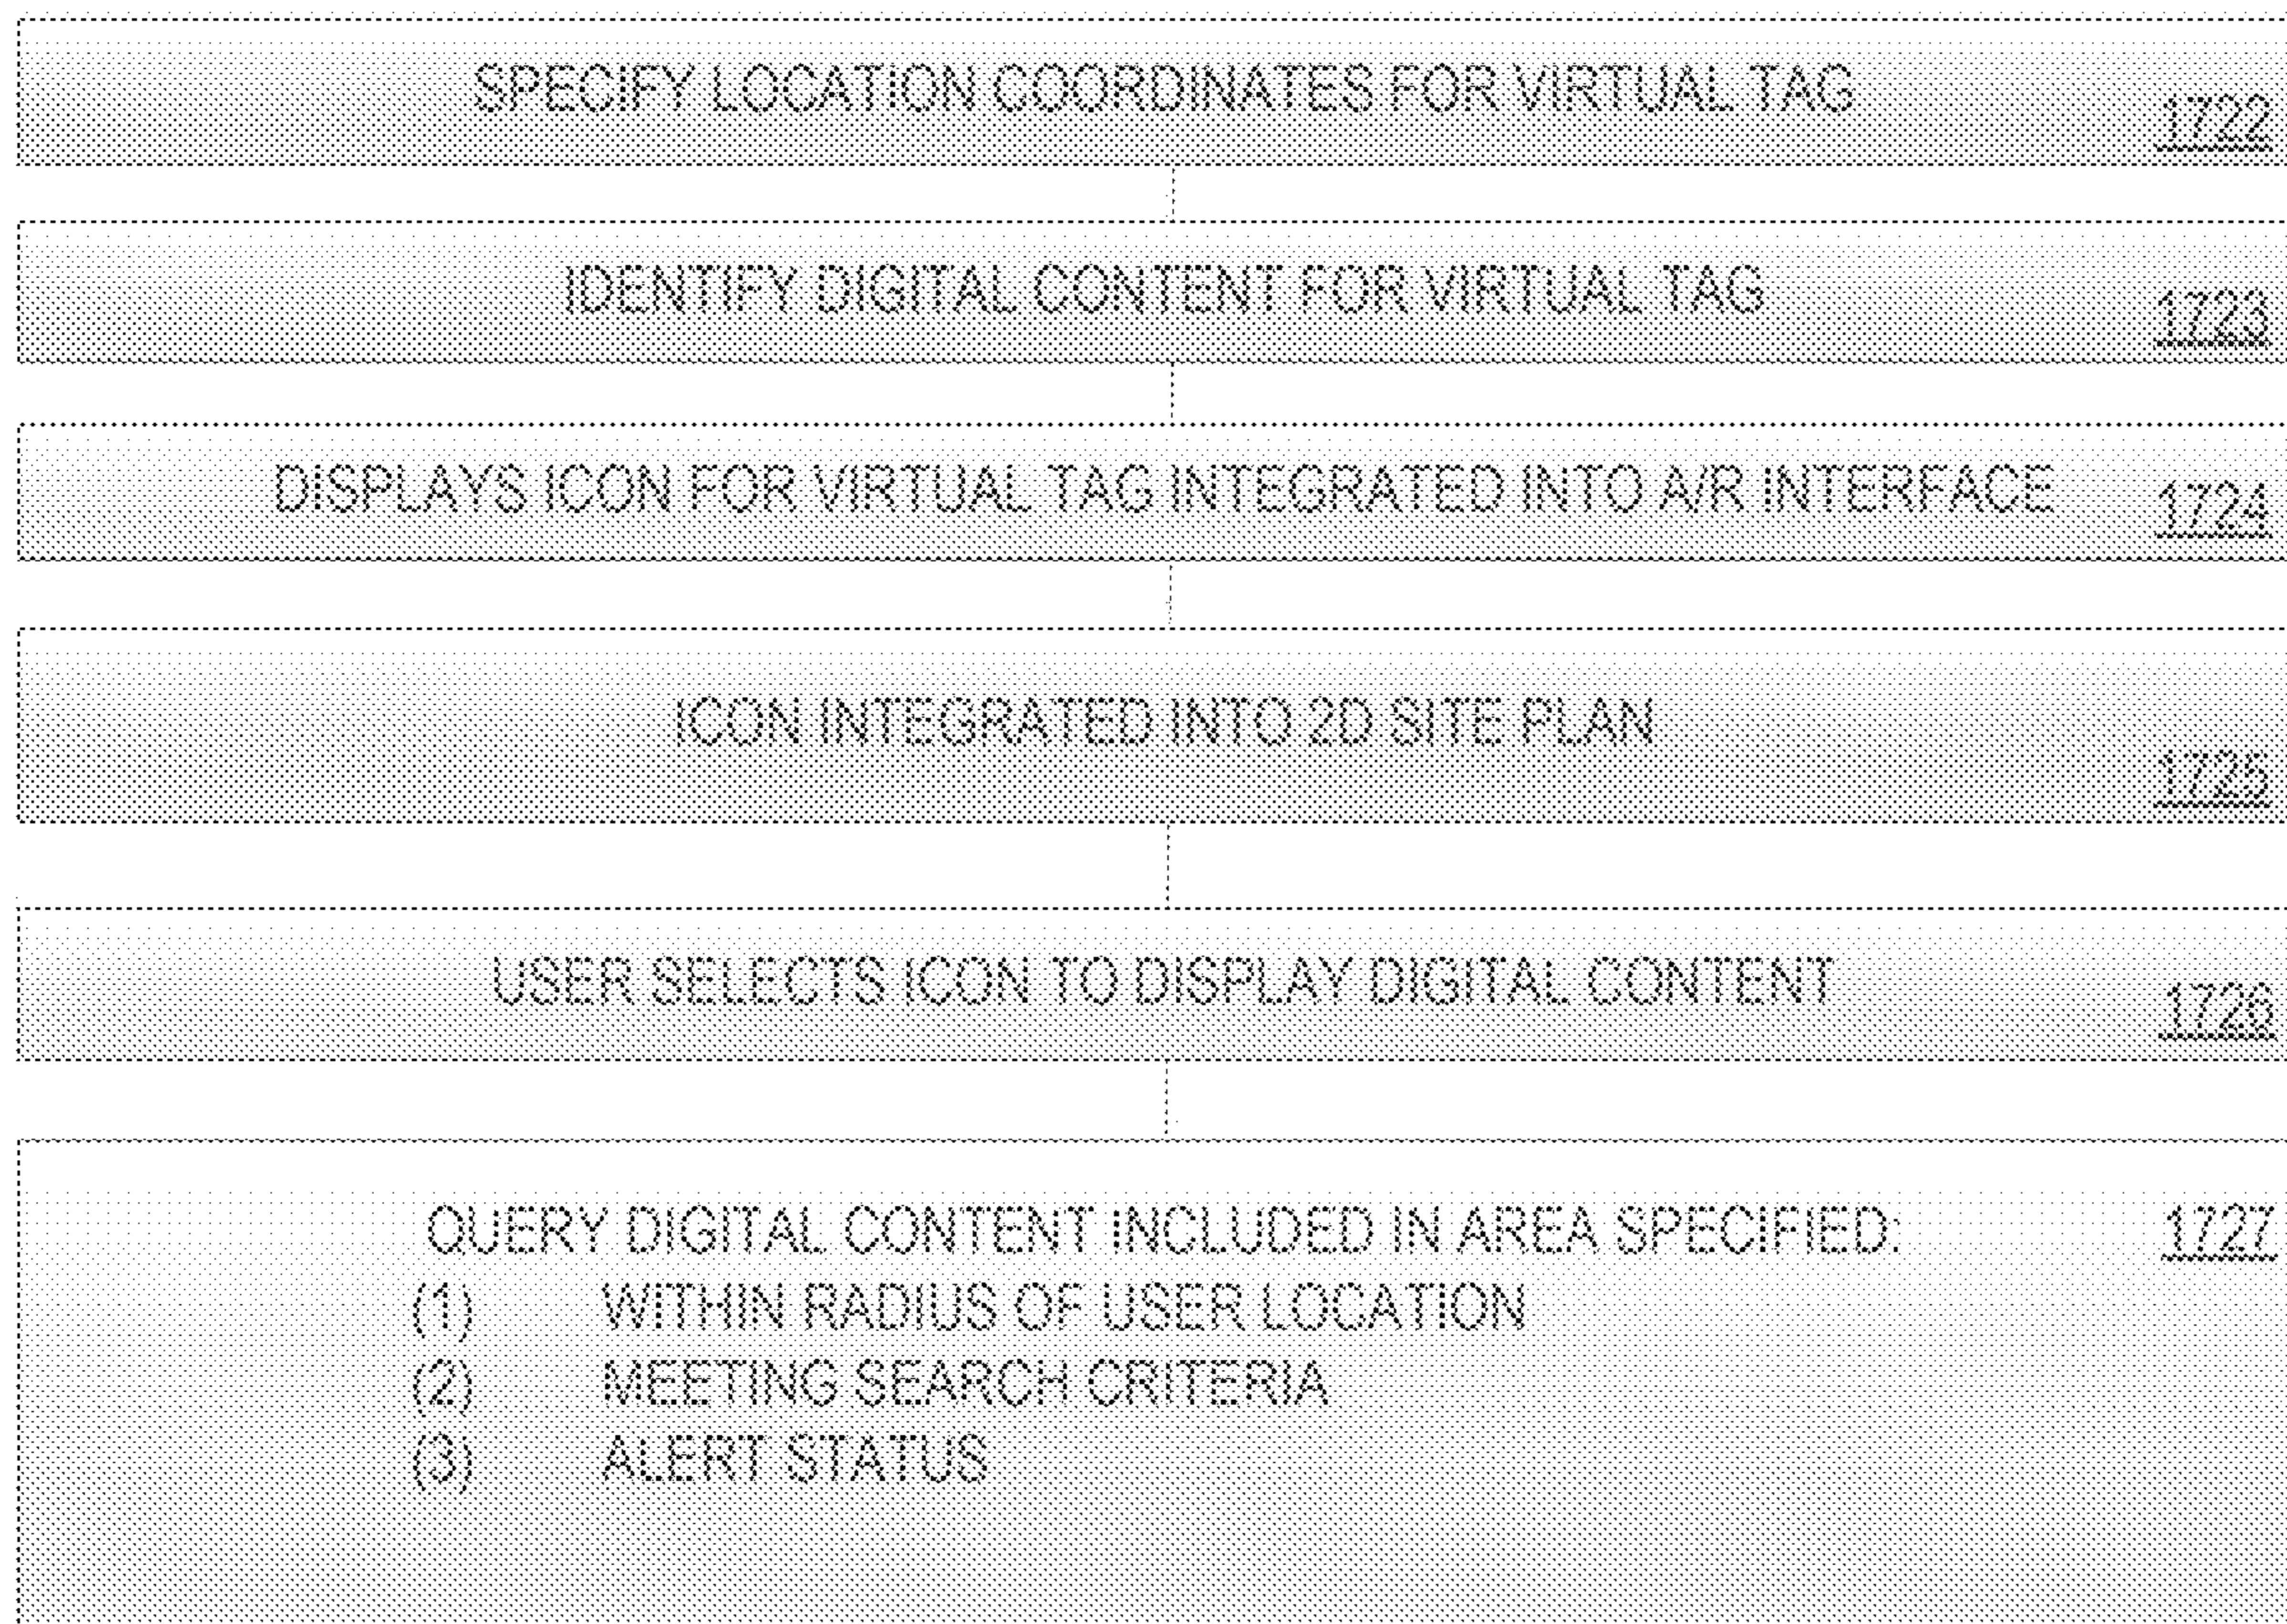 SPECIFY LOCATION COORDINATES FOR VIRTUAL TAG 1722
IDENTIFY DIGITAL CONTENT FOR VIRTUAL TAG 1723
DISPLAYS ICON FOR VIRTUAL TAG INTEGRATED INTO A/R INTERFACE 1724
ICON INTEGRATED INTO 2D SITE PLAN
1725
USER SELECTS ICON TO DISPLAY DIGITAL CONTENT 1726
QUERY DIGITAL CONTENT INCLUDED IN AREA SPECIFIED: 1727
(1) WITHIN RADIUS OF USER LOCATION
(2) MEETING SEARCH CRITERIA
(3) ALERT STATUS